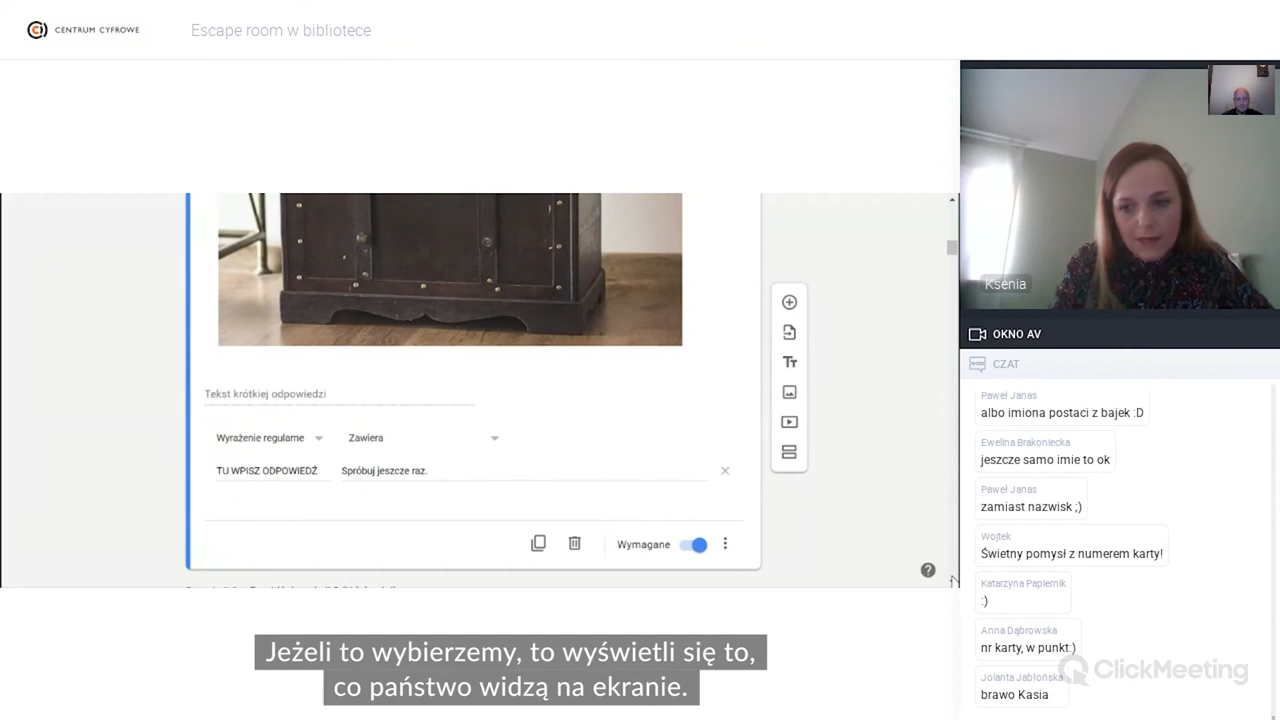 CENTRUM CYFROWE
Escape room w bibliotece
Ksenia
OKNO AV
CZAT
Paweł Janas
albo imiona postaci z bajek :D
Ewelina Brakoniecka
jeszcze samo imie to ok
Paweł Janas
zamiast nazwisk ;)
Wojtek
Świetny pomysł z numerem karty!
Katarzyna Papiernik
:)
Anna Dąbrowska
nr karty, w punkt:)
Jolanta Jabłońska
brawo Kasia
ClickMeeting
Tekst krótkiej odpowiedzi
Wyrażenie regularne Zawiera
TU WPISZ ODPOWIEDŹ Spróbuj jeszcze raz.
Wymagane
Jeżeli to wybierzemy, to wyświetli się to,
co państwo widzą na ekranie.